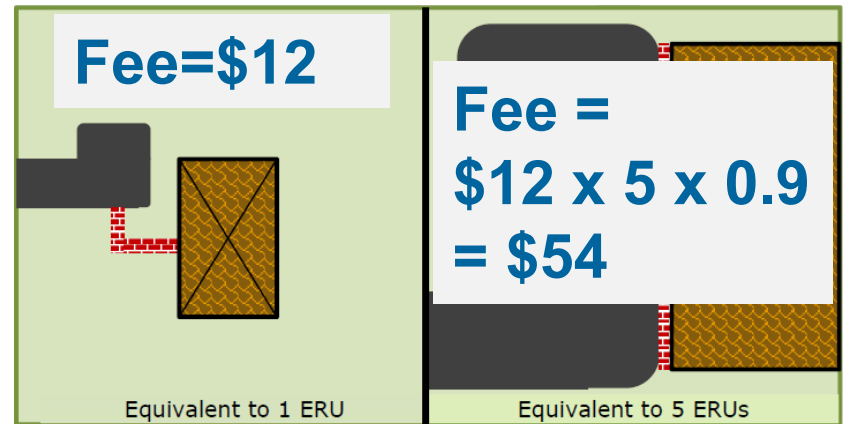 Fee=$12
Equivalent to 1 ERU
Fee =
$12 x 5 x 0.9
= $54
Equivalent to 5 ERUs